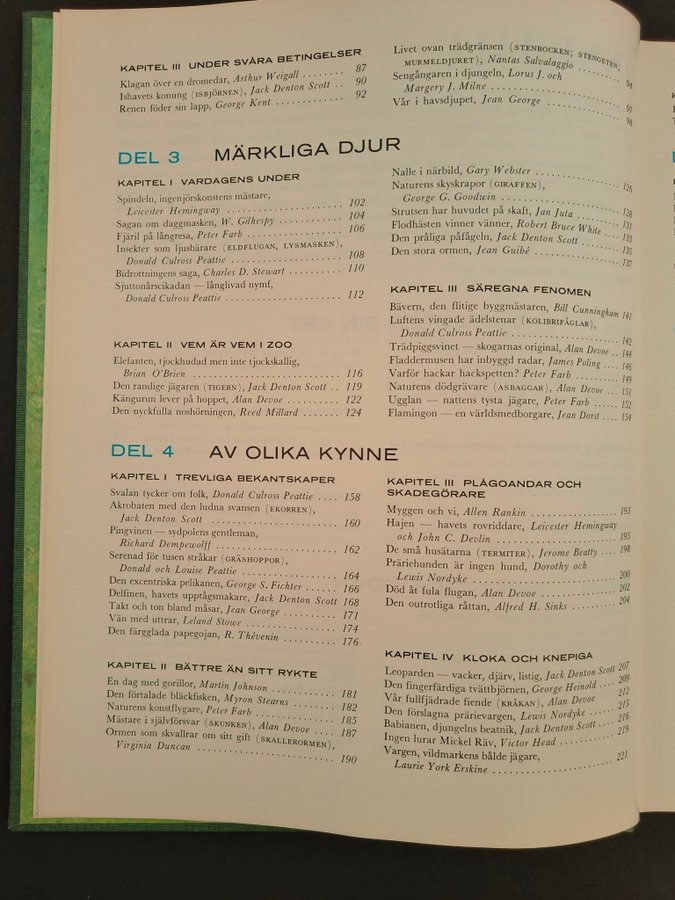 KAPITEL III UNDER SVÅRA BETINGELSER
Klagan över en dromedar, Arthur Weigall ........ 87
Ishavets konung (ISBJÖRNEN), Jack Denton Scott .. 90
Renen föder sin lapp, George Kent ............. 92
Livet ovan trädgränsen (STENBOCKEN; STENGETEN;
MURMELDJURET), Nantas Salvalaggio ........... 94
Sengångaren i djungeln, Lorus J. och
Margery J. Milne ............... 97
Vår i havsdjupet, Jean George ............... 98
DEL 3 MÄRKLIGA DJUR
KAPITEL I VARDAGENS UNDER
Spindeln, ingenjörskonstens mästare,
Leicester Hemingway ............... 102
Sagan om daggmasken, W. Gilhespy ........ 104
Fjäril på långresa, Peter Farb ............. 106
Insekter som ljusbärare (ELDFLUGAN, LYSMASKEN),
Donald Culross Peattie ............... 108
Bidrottningens saga, Charles D. Stewart ......... 110
Sjuttonårscikadan — långlivad nymf,
Donald Culross Peattie ............... 112
KAPITEL II VEM ÄR VEM I ZOO
Elefanten, tjockhudad men inte tjockskallig,
Brian O'Brien ............... 116
Den randige jägaren (TIGERN), Jack Denton Scott .. 119
Kängurun lever på hoppet, Alan Devoe ........ 122
Den nyckfulla noshörningen, Reed Millard ....... 124
Nalle i närbild, Gary Webster ............... 126
Naturens skyskrapor (GIRAFFEN),
George G. Goodwin ............... 128
Strutsen har huvudet på skaft, Jan Juta ......... 131
Flodhästen vinner vänner, Robert Bruce White .... 133
Den pråliga påfågeln, Jack Denton Scott ........ 135
Den stora ormen, Jean Guibé ............... 137
KAPITEL III SÄREGNA FENOMEN
Bävern, den flitige byggmästaren, Bill Cunningham 141
Luftens vingade ädelstenar (KOLIBRIFÅGLAR),
Donald Culross Peattie ............... 142
Trädpiggsvinet — skogarnas original, Alan Devoe ... 144
Fladdermusen har inbyggd radar, James Poling .... 146
Varför hackar hackspetten? Peter Farb .......... 149
Naturens dödgrävare (ASBAGGAR), Alan Devoe .... 151
Ugglan — nattens tysta jägare, Peter Farb ...... 152
Flamingon — en världsmedborgare, Jean Dorst .... 154
DEL 4 AV OLIKA KYNNE
KAPITEL I TREVLIGA BEKANTSKAPER
Svalan tycker om folk, Donald Culross Peattie .... 158
Akrobaten med den ludna svansen (EKORREN),
Jack Denton Scott ............... 160
Pingvinen — sydpolens gentleman,
Richard Dempewolff ............... 162
Serenad för tusen stråkar (GRÄSHOPPOR),
Donald och Louise Peattie ............... 164
Den excentriska pelikanen, George S. Fichter ...... 166
Delfinen, havets upptågsmakare, Jack Denton Scott 168
Takt och ton bland måsar, Jean George .......... 171
Vän med uttrar, Leland Stowe ............... 174
Den färgglada papegojan, R. Thévenin .......... 176
KAPITEL II BÄTTRE ÄN SITT RYKTE
En dag med gorillor, Martin Johnson ............ 181
Den förtalade bläckfisken, Myron Stearns ........ 182
Naturens konstflygare, Peter Farb ............. 185
Mästare i självförsvar (SKUNKEN), Alan Devoe .... 187
Ormen som skvallrar om sitt gift (SKALLERORMEN),
Virginia Duncan ............... 190
KAPITEL III PLÅGOANDAR OCH
SKADEGÖRARE
Myggen och vi, Allen Rankin ............... 193
Hajen — havets rovriddare, Leicester Hemingway
och John C. Devlin ............... 195
De små husätarna (TERMITER), Jerome Beatty .... 198
Präriehunden är ingen hund, Dorothy och
Lewis Nordyke ............... 200
Död åt fula flugan, Alan Devoe ............... 202
Den outrotliga råttan, Alfred H. Sinks .......... 204
KAPITEL IV KLOKA OCH KNEPIGA
Leoparden — vacker, djärv, listig, Jack Denton Scott 207
Den fingerfärdiga tvättbjörnen, George Heinold .... 209
Vår fullfjädrade fiende (KRÅKAN), Alan Devoe 212
Den förslagna prärievargen, Lewis Nordyke ..... 215
Babianen, djungelns beatnik, Jack Denton Scott .... 216
Ingen lurar Mickel Räv, Victor Head .......... 219
Vargen, vildmarkens bålde jägare,
Laurie York Erskine ............... 221